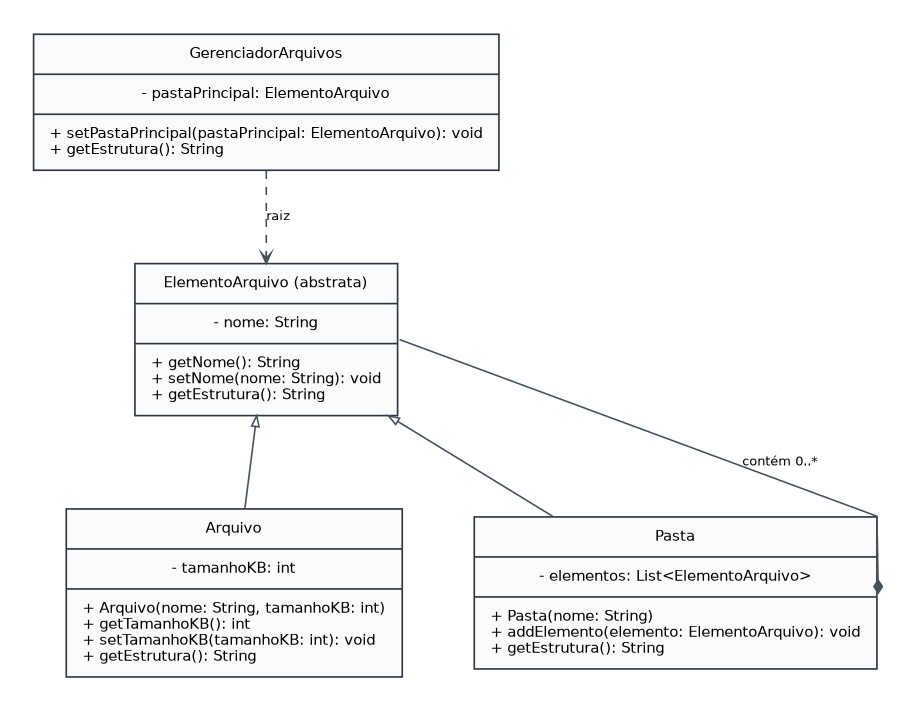 GerenciadorArquivos
- pastaPrincipal: ElementoArquivo
+ setPastaPrincipal(pastaPrincipal: ElementoArquivo): void
+ getEstrutura(): String
raiz
ElementoArquivo (abstrata)
- nome: String
+ getNome(): String
+ setNome(nome: String): void
+ getEstrutura(): String
contém 0..*
Arquivo
- tamanhoKB: int
+ Arquivo(nome: String, tamanhoKB: int)
+ getTamanhoKB(): int
+ setTamanhoKB(tamanhoKB: int): void
+ getEstrutura(): String
Pasta
- elementos: List<ElementoArquivo>
+ Pasta(nome: String)
+ addElemento(elemento: ElementoArquivo): void
+ getEstrutura(): String